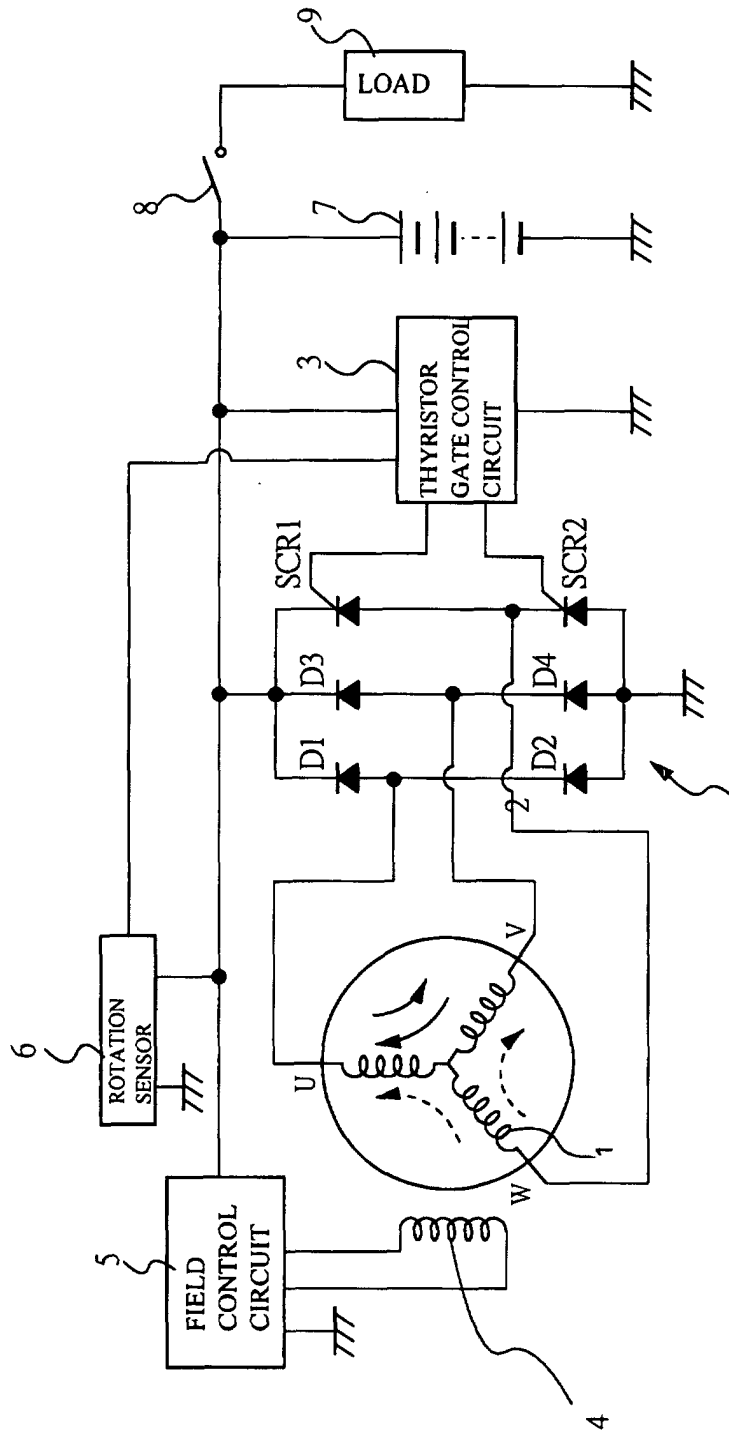 6
ROTATION
SENSOR
5
FIELD
CONTROL
CIRCUIT
4
U
V
W
1
D1
D3
SCR1
2
D2
D4
SCR2
3
THYRISTOR
GATE CONTROL
CIRCUIT
7
8
9
LOAD